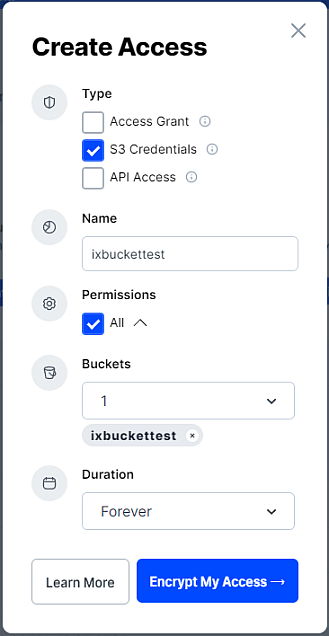 Create Access
Type
Access Grant
S3 Credentials
API Access
Name
ixbuckettest
Permissions
All
Buckets
1
ixbuckettest
Duration
Forever
Learn More
Encrypt My Access →